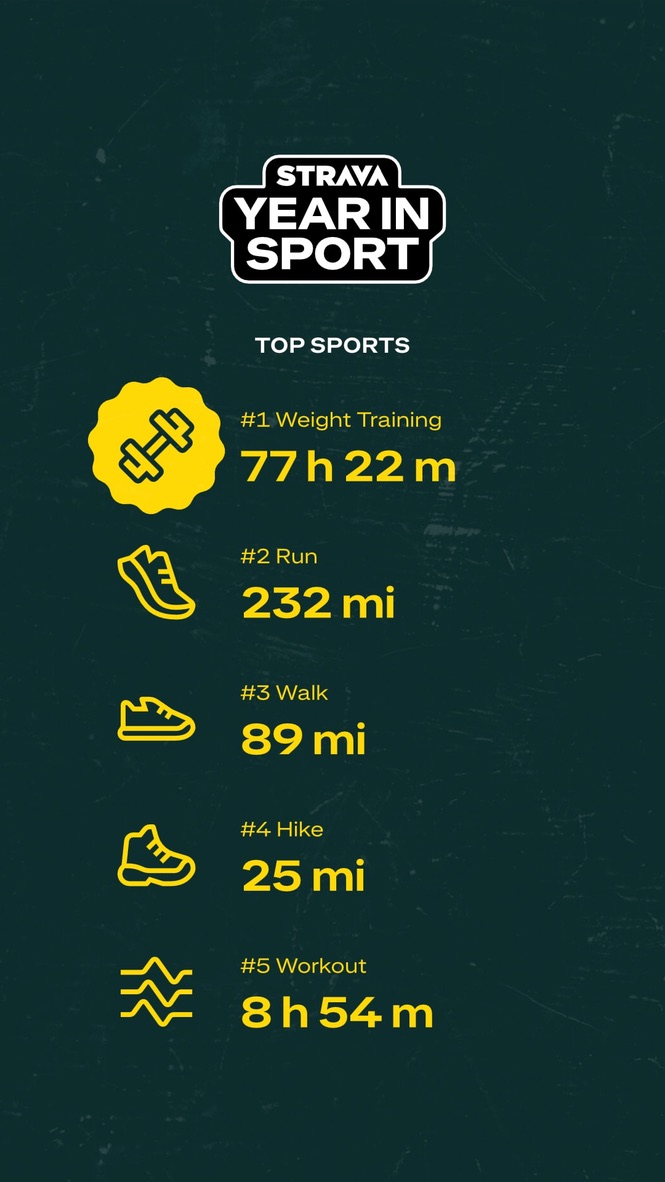 STRAVA
YEAR IN
SPORT
TOP SPORTS
#1 Weight Training
77 h 22 m
#2 Run
232 mi
#3 Walk
89 mi
#4 Hike
25 mi
#5 Workout
8 h 54 m